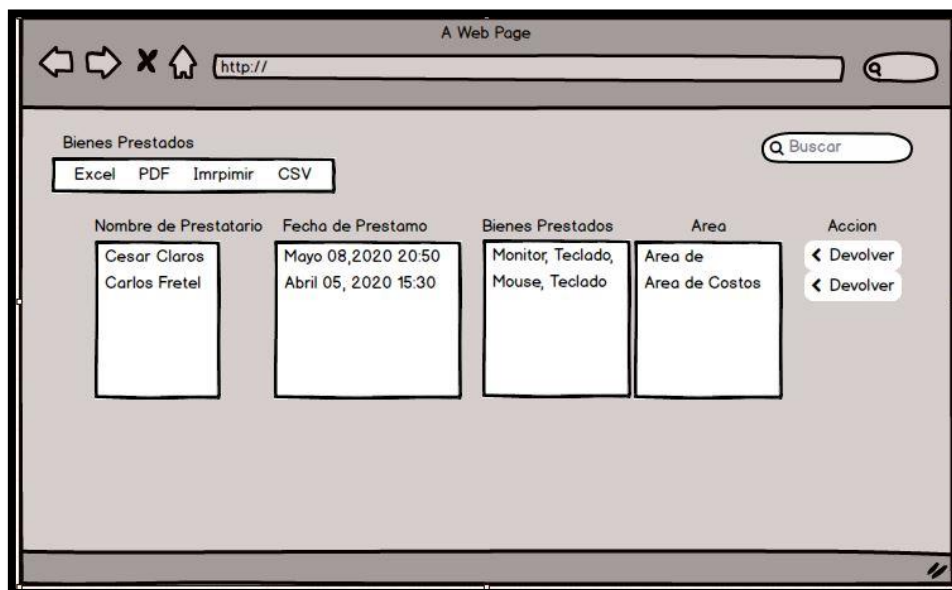 A Web Page
http://
Bienes Prestados
Buscar
Excel PDF Imrpimir CSV
Nombre de Prestatario Fecha de Prestamo Bienes Prestados Area Accion
Cesar Claros Mayo 08,2020 20:50 Monitor, Teclado, Area de < Devolver
Carlos Fretel Abril 05, 2020 15:30 Mouse, Teclado Area de Costos < Devolver